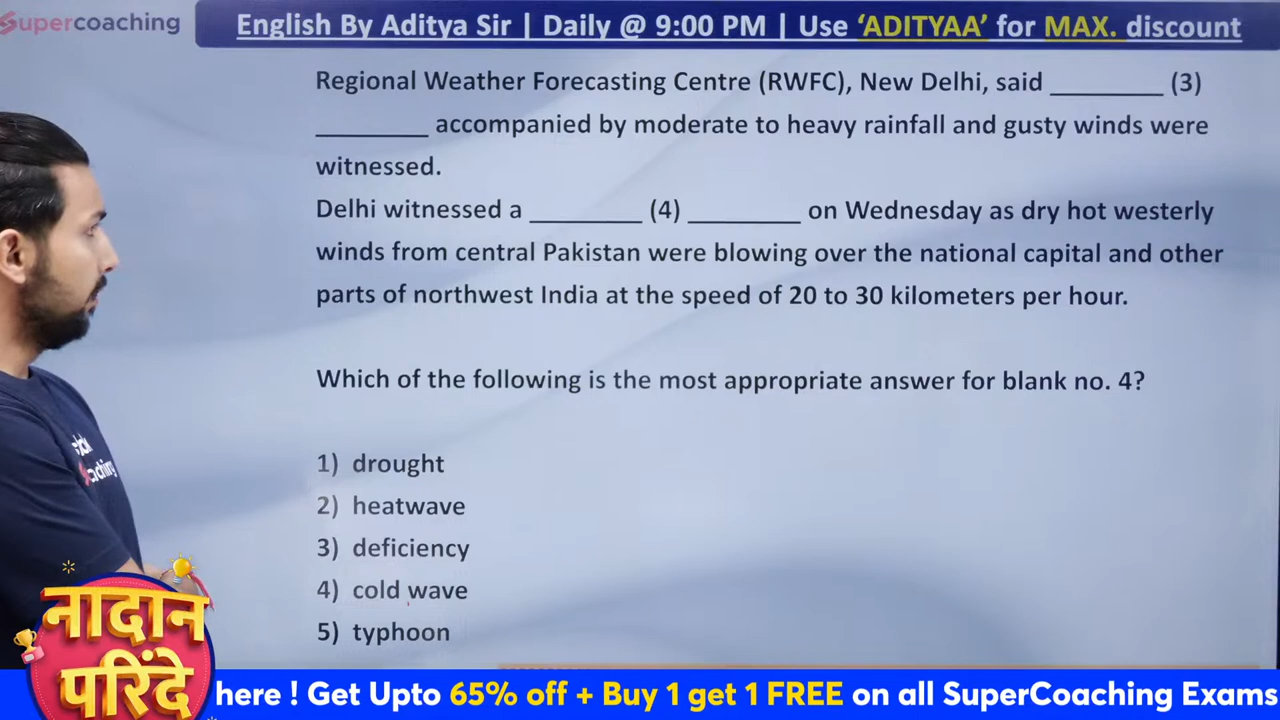 Supercoaching
English By Aditya Sir | Daily @ 9:00 PM | Use ‘ADITYAA’ for MAX. discount
Regional Weather Forecasting Centre (RWFC), New Delhi, said ________ (3)
________ accompanied by moderate to heavy rainfall and gusty winds were
witnessed.
Delhi witnessed a ________ (4) ________ on Wednesday as dry hot westerly
winds from central Pakistan were blowing over the national capital and other
parts of northwest India at the speed of 20 to 30 kilometers per hour.
Which of the following is the most appropriate answer for blank no. 4?
1) drought
2) heatwave
3) deficiency
4) cold wave
5) typhoon
नादान
परिंदे
here ! Get Upto 65% off + Buy 1 get 1 FREE on all SuperCoaching Exams